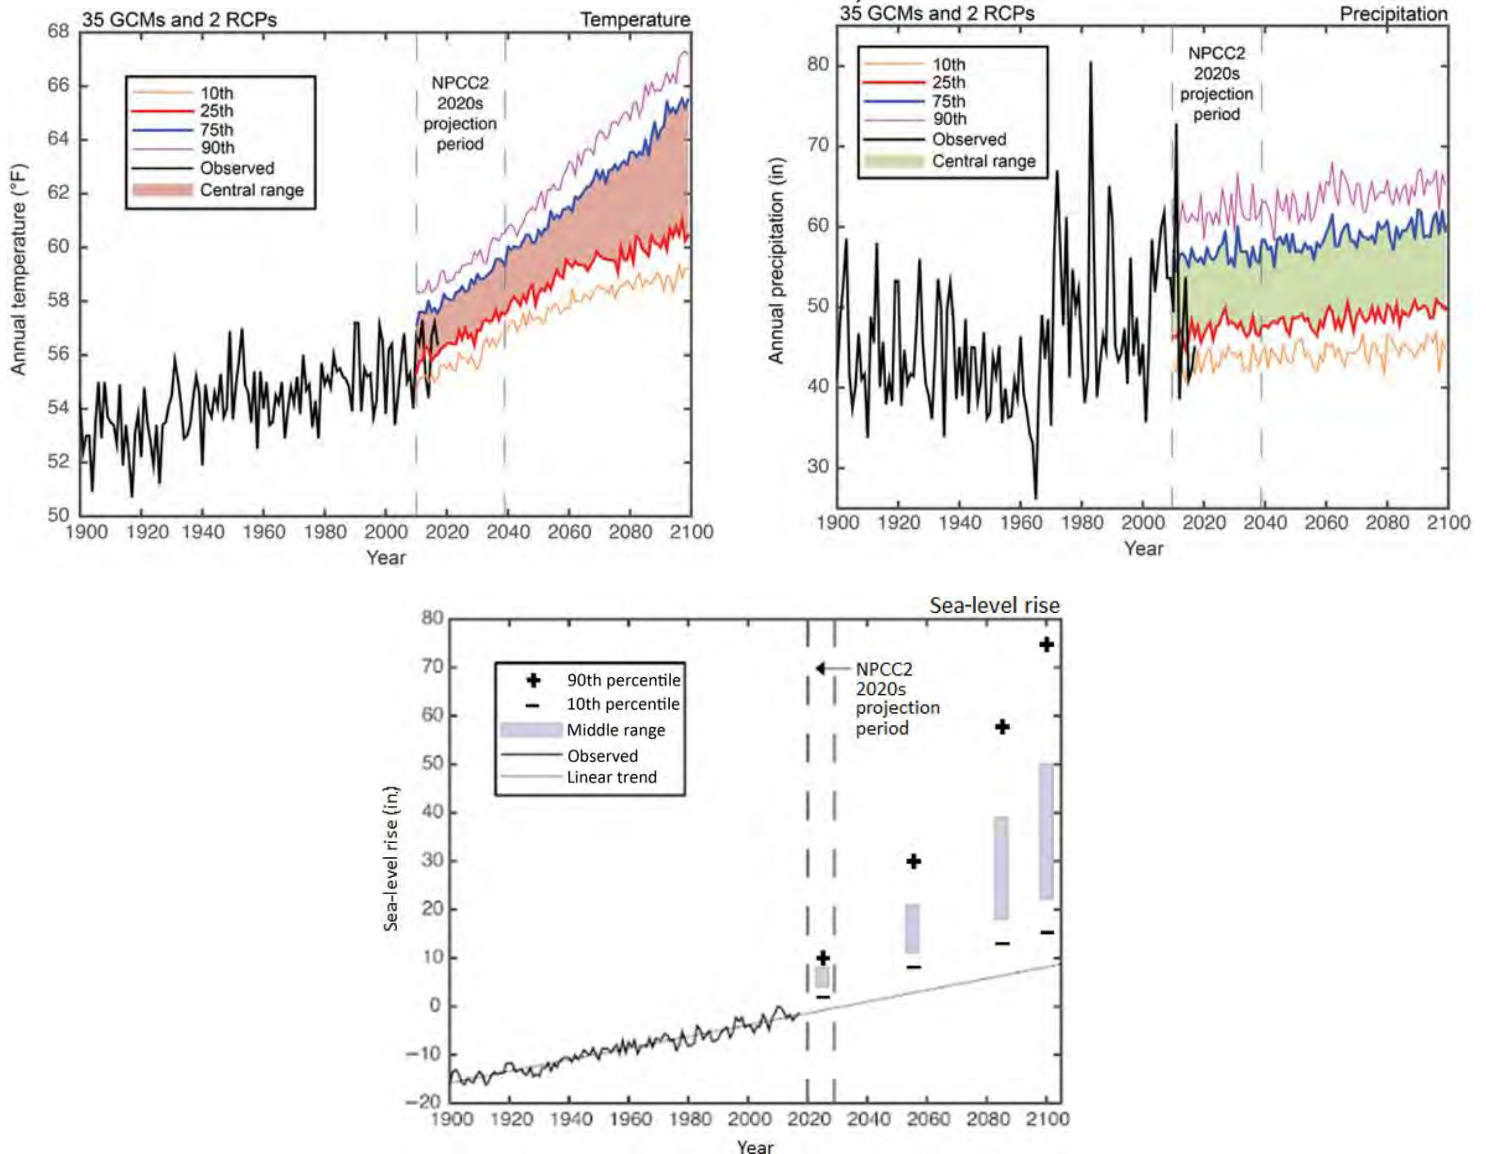 35 GCMs and 2 RCPs
Temperature
68
66
64
62
60
58
56
54
52
50
Annual temperature (°F)
10th
25th
75th
90th
Observed
Central range
NPCC2
2020s
projection
period
1900 1920 1940 1960 1980 2000 2020 2040 2060 2080 2100
Year
35 GCMs and 2 RCPs
Precipitation
80
70
60
50
40
30
Annual precipitation (in)
10th
25th
75th
90th
Observed
Central range
NPCC2
2020s
projection
period
1900 1920 1940 1960 1980 2000 2020 2040 2060 2080 2100
Year
Sea-level rise
80
70
60
50
40
30
20
10
0
−10
−20
Sea-level rise (in.)
90th percentile
10th percentile
Middle range
Observed
Linear trend
NPCC2
2020s
projection
period
1900 1920 1940 1960 1980 2000 2020 2040 2060 2080 2100
Year